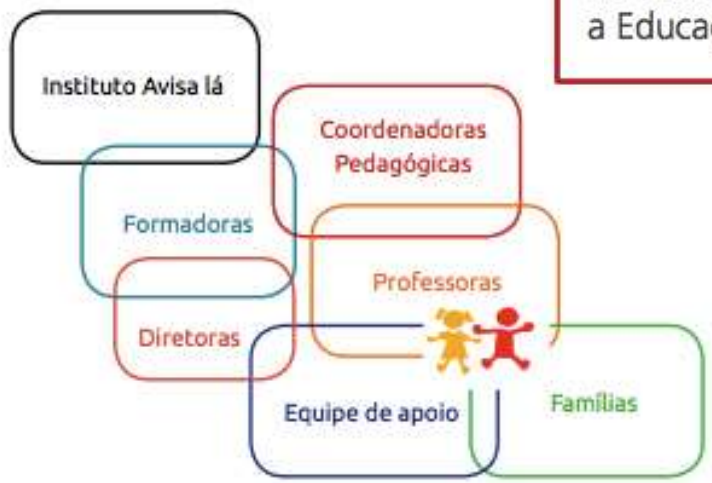 a Educa
Instituto Avisa lá
Coordenadoras
Pedagógicas
Formadoras
Professoras
Diretoras
Equipe de apoio
Famílias